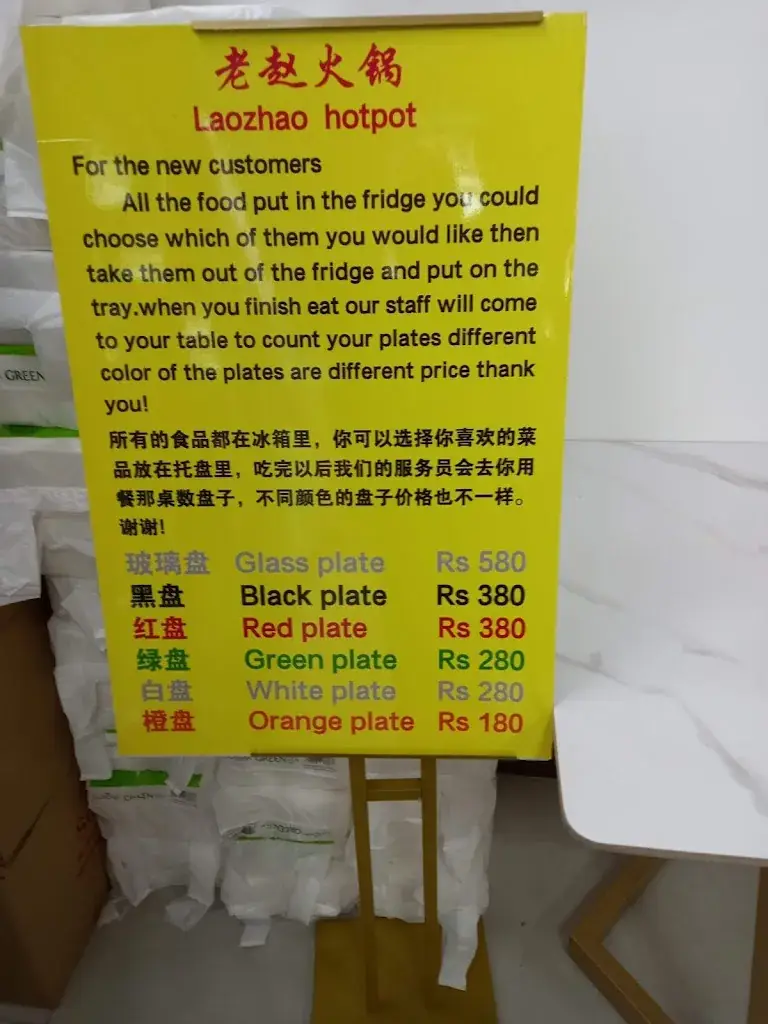 老赵火锅
Laozhao hotpot
For the new customers
All the food put in the fridge you could
choose which of them you would like then
take them out of the fridge and put on the
tray.when you finish eat our staff will come
to your table to count your plates different
color of the plates are different price thank
you!
所有的食品都在冰箱里，你可以选择你喜欢的菜
品放在托盘里，吃完以后我们的服务员会去你用
餐那桌数盘子，不同颜色的盘子价格也不一样。
谢谢!
玻璃盘 Glass plate Rs 580
黑盘 Black plate Rs 380
红盘 Red plate Rs 380
绿盘 Green plate Rs 280
白盘 White plate Rs 280
橙盘 Orange plate Rs 180
GREEN